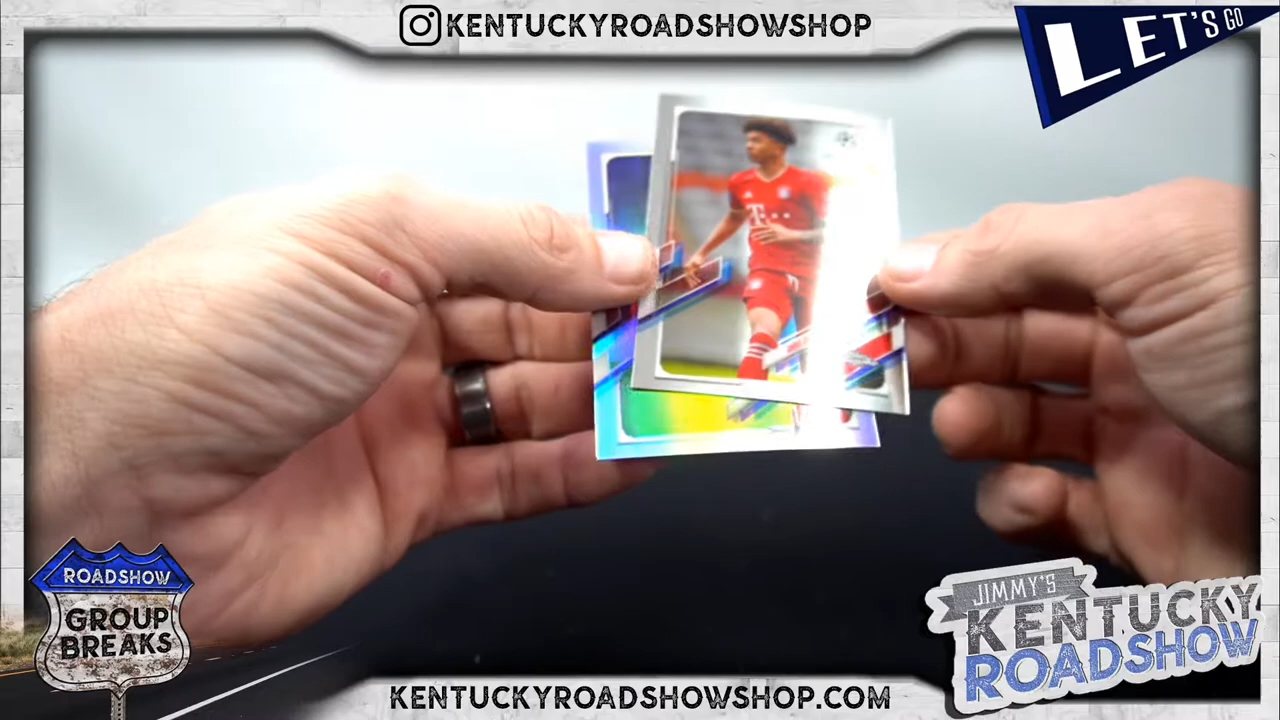 KENTUCKYROADSHOWSHOP
LET'S GO
T
ROADSHOW
GROUP
BREAKS
JIMMY'S
KENTUCKY
ROADSHOW
KENTUCKYROADSHOWSHOP.COM